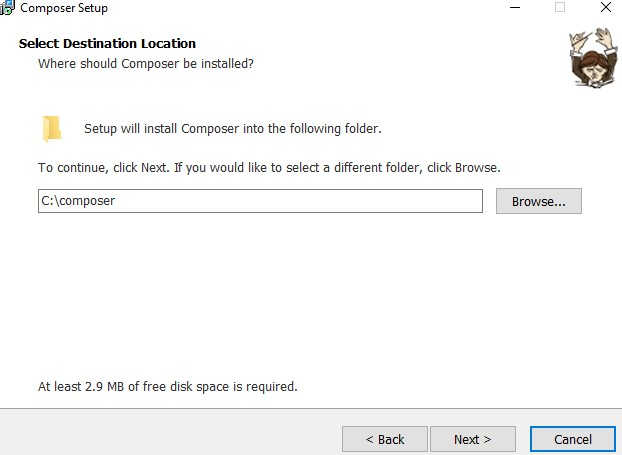 Composer Setup
Select Destination Location
Where should Composer be installed?
Setup will install Composer into the following folder.
To continue, click Next. If you would like to select a different folder, click Browse.
C:\composer
Browse...
At least 2.9 MB of free disk space is required.
< Back
Next >
Cancel